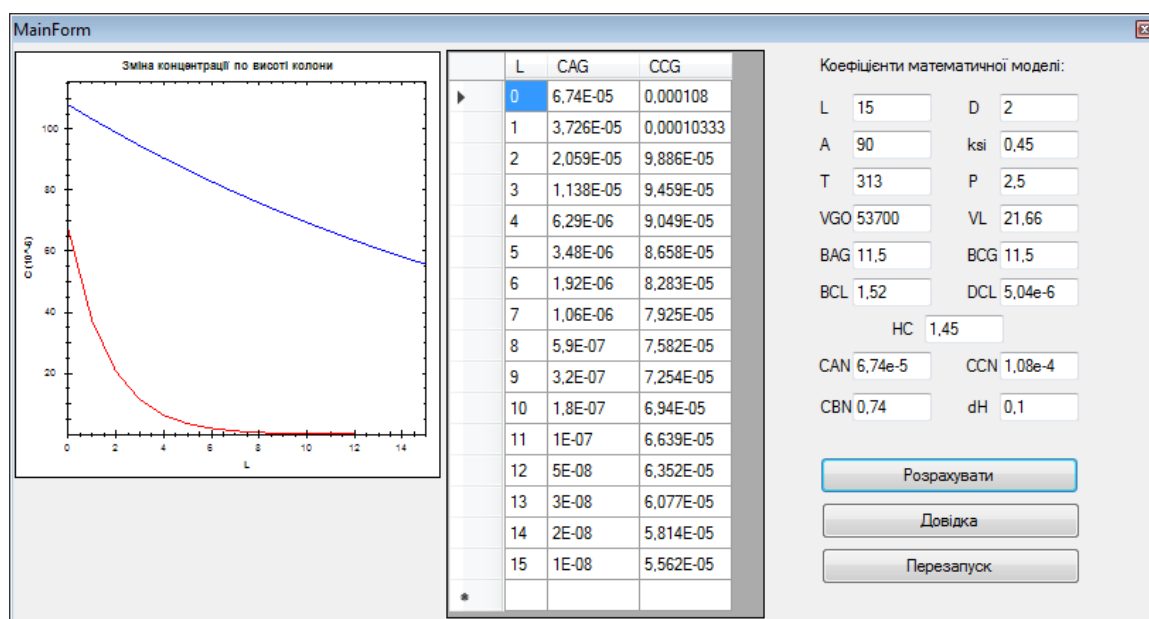 MainForm
Зміна концентрації по висоті колони
C (10^-6)
100
80
60
40
20
0 2 4 6 8 10 12 14
L
L CAG CCG
0 6,74E-05 0,000108
1 3,726E-05 0,00010333
2 2,059E-05 9,886E-05
3 1,138E-05 9,459E-05
4 6,29E-06 9,049E-05
5 3,48E-06 8,658E-05
6 1,92E-06 8,283E-05
7 1,06E-06 7,925E-05
8 5,9E-07 7,582E-05
9 3,2E-07 7,254E-05
10 1,8E-07 6,94E-05
11 1E-07 6,639E-05
12 5E-08 6,352E-05
13 3E-08 6,077E-05
14 2E-08 5,814E-05
15 1E-08 5,562E-05
Коефіцієнти математичної моделі:
L 15 D 2
A 90 ksi 0,45
T 313 P 2,5
VGO 53700 VL 21,66
BAG 11,5 BCG 11,5
BCL 1,52 DCL 5,04e-6
HC 1,45
CAN 6,74e-5 CCN 1,08e-4
CBN 0,74 dH 0,1
Розрахувати
Довідка
Перезапуск